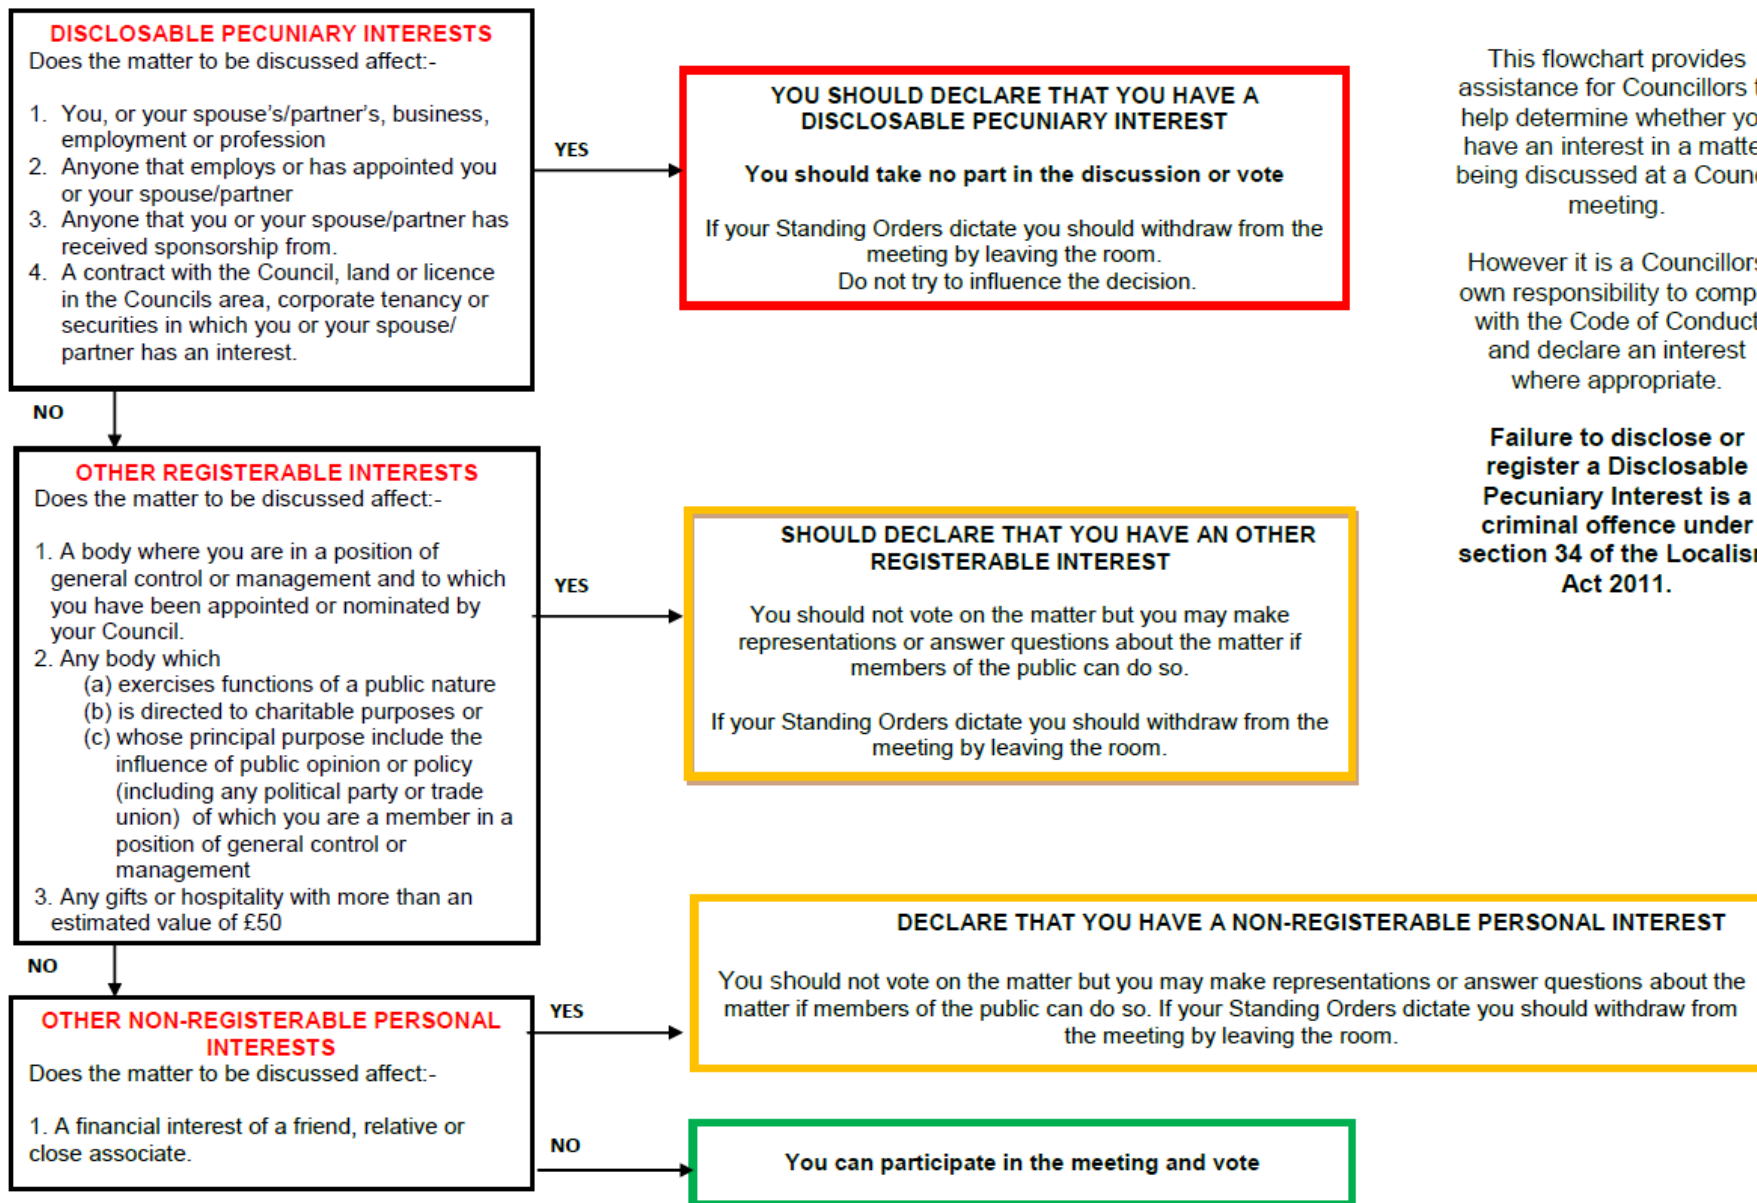 DISCLOSABLE PECUNIARY INTERESTS
Does the matter to be discussed affect:-
1. You, or your spouse's/partner's, business,
employment or profession
2. Anyone that employs or has appointed you
or your spouse/partner
3. Anyone that you or your spouse/partner has
received sponsorship from.
4. A contract with the Council, land or licence
in the Councils area, corporate tenancy or
securities in which you or your spouse/
partner has an interest.
YES
YOU SHOULD DECLARE THAT YOU HAVE A
DISCLOSABLE PECUNIARY INTEREST
You should take no part in the discussion or vote
If your Standing Orders dictate you should withdraw from the
meeting by leaving the room.
Do not try to influence the decision.
This flowchart provides
assistance for Councillors
help determine whether
have an interest in a
being discussed at a
meeting.
However it is a
own responsibility to
with the Code of Conduct
and declare an interest
where appropriate.
Failure to disclose or
register a Disclosable
Pecuniary Interest is a
criminal offence under
section 34 of the
Act 2011.
NO
OTHER REGISTERABLE INTERESTS
Does the matter to be discussed affect:-
1. A body where you are in a position of
general control or management and to which
you have been appointed or nominated by
your Council.
2. Any body which
(a) exercises functions of a public nature
(b) is directed to charitable purposes or
(c) whose principal purpose include the
influence of public opinion or policy
(including any political party or trade
union) of which you are a member in a
position of general control or
management
3. Any gifts or hospitality with more than an
estimated value of £50
YES
SHOULD DECLARE THAT YOU HAVE AN OTHER
REGISTERABLE INTEREST
You should not vote on the matter but you may make
representations or answer questions about the matter if
members of the public can do so.
If your Standing Orders dictate you should withdraw from the
meeting by leaving the room.
NO
OTHER NON-REGISTERABLE PERSONAL
INTERESTS
Does the matter to be discussed affect:-
1. A financial interest of a friend, relative or
close associate.
YES
DECLARE THAT YOU HAVE A NON-REGISTERABLE PERSONAL INTEREST
You should not vote on the matter but you may make representations or answer questions about the
matter if members of the public can do so. If your Standing Orders dictate you should withdraw from
the meeting by leaving the room.
NO
You can participate in the meeting and vote